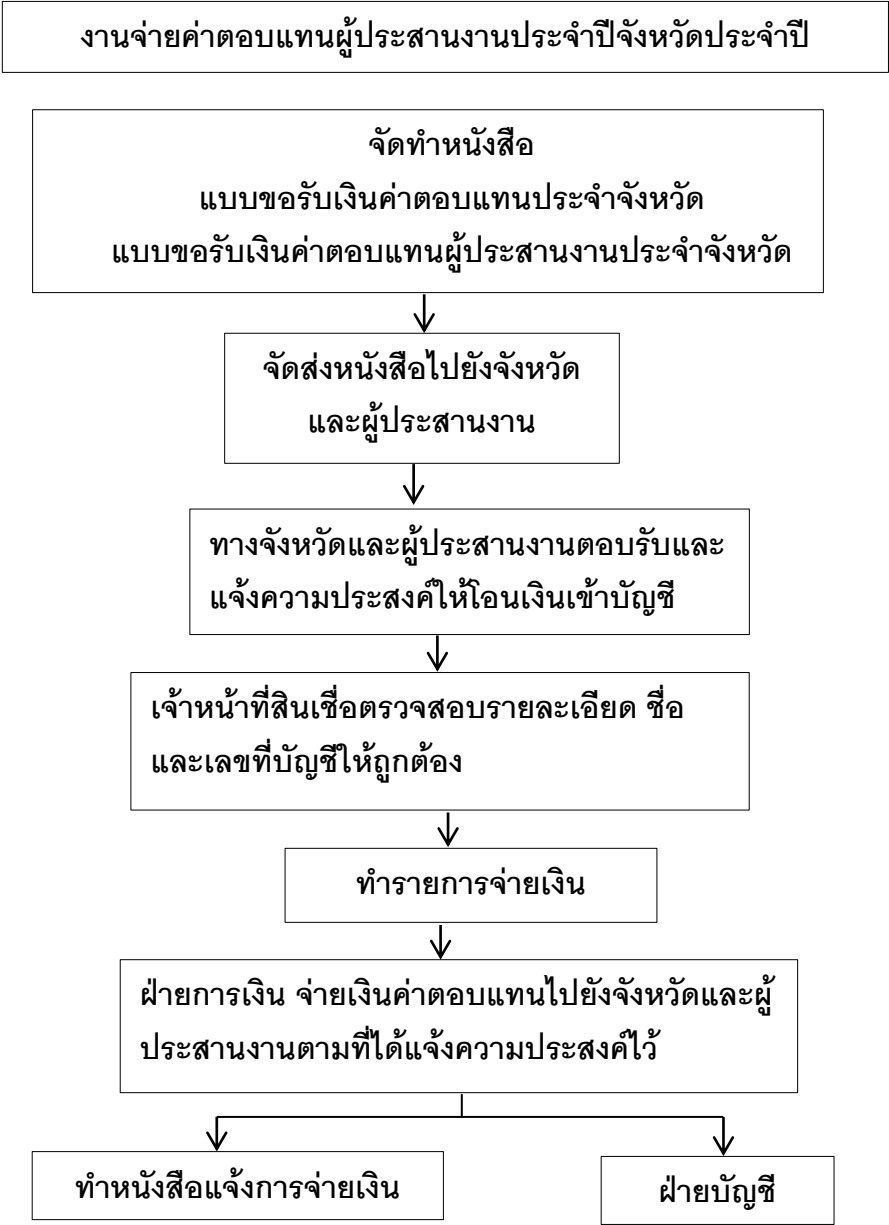 งานจ่ายค่าตอบแทนผู้ประสานงานประจำปีจังหวัดประจำปี
จัดทำหนังสือ
แบบขอรับเงินค่าตอบแทนประจำจังหวัด
แบบขอรับเงินค่าตอบแทนผู้ประสานงานประจำจังหวัด
จัดส่งหนังสือไปยังจังหวัด
และผู้ประสานงาน
ทางจังหวัดและผู้ประสานงานตอบรับและ
แจ้งความประสงค์ให้โอนเงินเข้าบัญชี
เจ้าหน้าที่สินเชื่อตรวจสอบรายละเอียด ชื่อ
และเลขที่บัญชีให้ถูกต้อง
ทำรายการจ่ายเงิน
ฝ่ายการเงิน จ่ายเงินค่าตอบแทนไปยังจังหวัดและผู้
ประสานงานตามที่ได้แจ้งความประสงค์ไว้
ทำหนังสือแจ้งการจ่ายเงิน
ฝ่ายบัญชี